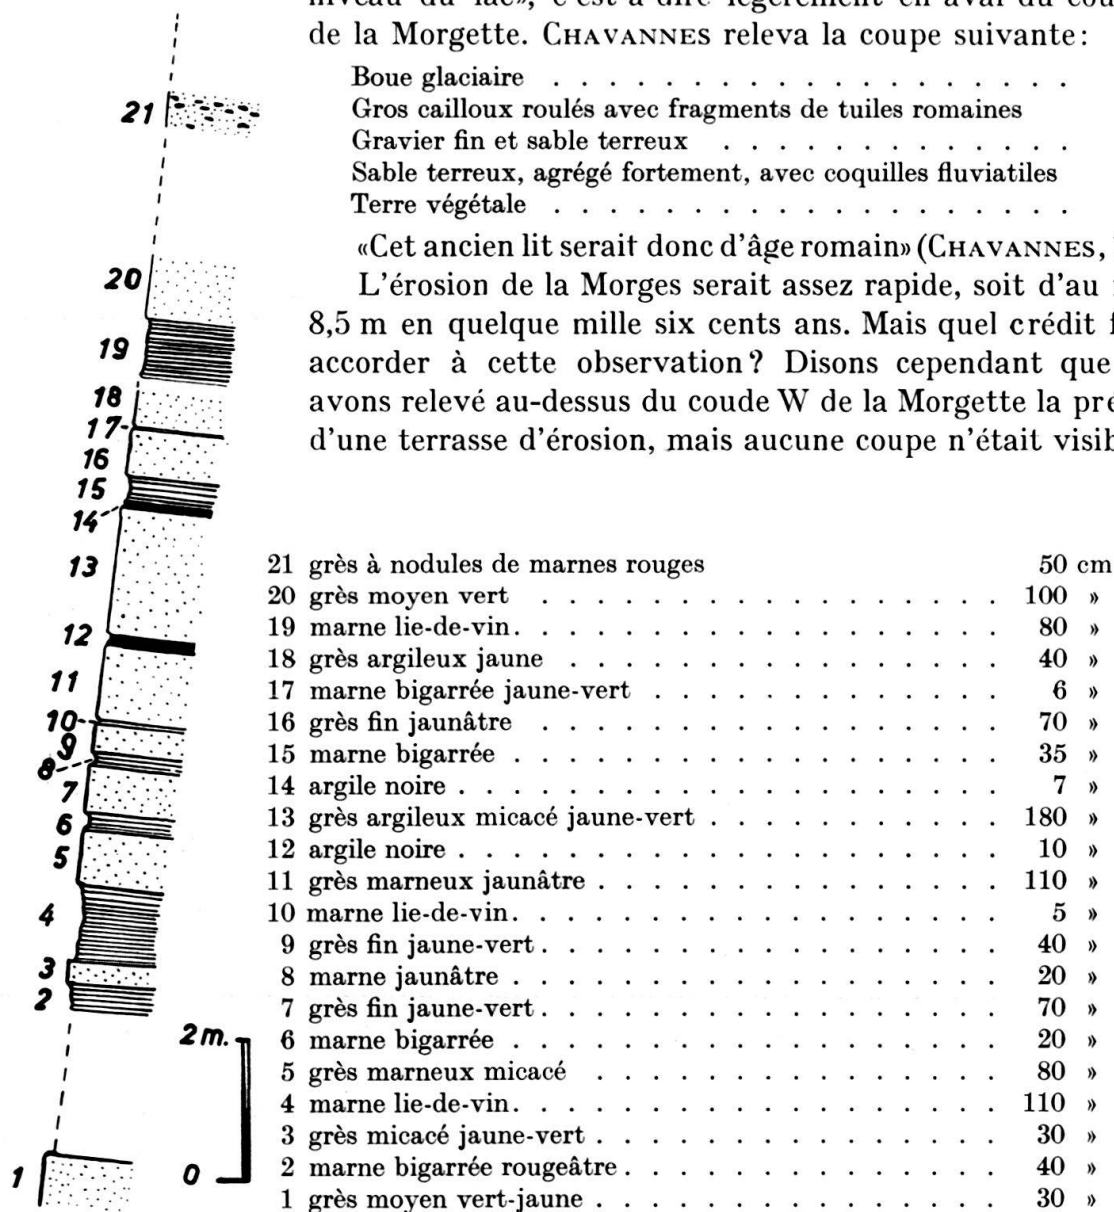 de la Morgette. CHAVANNES releva la coupe suivante:
Boue glaciaire . . . . . . . . . . . . . . . . . . .
Gros cailloux roulés avec fragments de tuiles romaines
Gravier fin et sable terreux . . . . . . . . . . . . .
Sable terreux, agrégé fortement, avec coquilles fluviatiles
Terre végétale . . . . . . . . . . . . . . . . . . .
«Cet ancien lit serait donc d'âge romain» (CHAVANNES,
L'érosion de la Morges serait assez rapide, soit d'au
8,5 m en quelque mille six cents ans. Mais quel crédit
accorder à cette observation? Disons cependant que
avons relevé au-dessus du coude W de la Morgette la
d'une terrasse d'érosion, mais aucune coupe n'était
21
20
19
18
17
16
15
14
13
12
11
10
9
8
7
6
5
4
3
2
1
2 m.
0
21 grès à nodules de marnes rouges 50 cm
20 grès moyen vert . . . . . . . . . . . . . . . . . 100 »
19 marne lie-de-vin. . . . . . . . . . . . . . . . . . 80 »
18 grès argileux jaune . . . . . . . . . . . . . . . . 40 »
17 marne bigarrée jaune-vert . . . . . . . . . . . . . 6 »
16 grès fin jaunâtre . . . . . . . . . . . . . . . . . 70 »
15 marne bigarrée . . . . . . . . . . . . . . . . . . 35 »
14 argile noire . . . . . . . . . . . . . . . . . . . 7 »
13 grès argileux micacé jaune-vert . . . . . . . . . . . 180 »
12 argile noire . . . . . . . . . . . . . . . . . . . 10 »
11 grès marneux jaunâtre . . . . . . . . . . . . . . . 110 »
10 marne lie-de-vin. . . . . . . . . . . . . . . . . . 5 »
9 grès fin jaune-vert . . . . . . . . . . . . . . . . . 40 »
8 marne jaunâtre . . . . . . . . . . . . . . . . . . 20 »
7 grès fin jaune-vert . . . . . . . . . . . . . . . . . 70 »
6 marne bigarrée . . . . . . . . . . . . . . . . . . 20 »
5 grès marneux micacé . . . . . . . . . . . . . . . 80 »
4 marne lie-de-vin. . . . . . . . . . . . . . . . . . 110 »
3 grès micacé jaune-vert . . . . . . . . . . . . . . . 30 »
2 marne bigarrée rougeâtre . . . . . . . . . . . . . . 40 »
1 grès moyen vert-jaune . . . . . . . . . . . . . . . 30 »